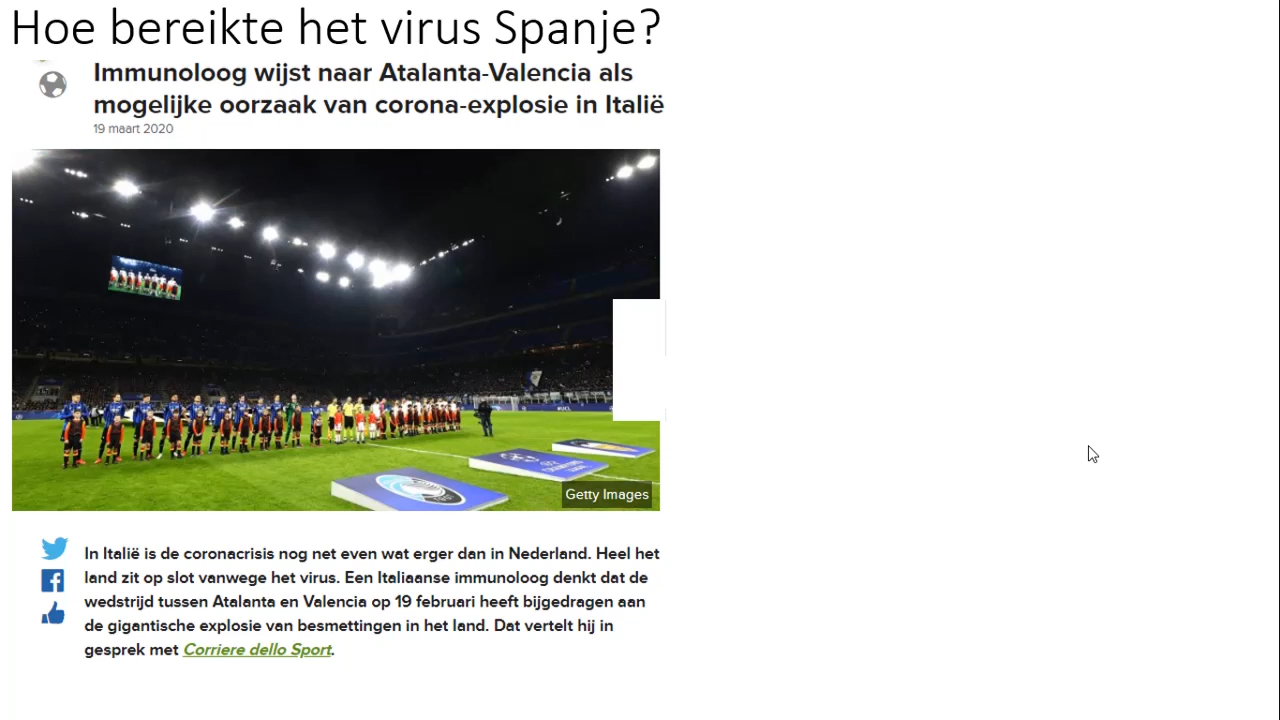 Hoe bereikte het virus Spanje?
Immunoloog wijst naar Atalanta-Valencia als
mogelijke oorzaak van corona-explosie in Italië
19 maart 2020
Getty Images
In Italië is de coronacrisis nog net even wat erger dan in Nederland. Heel het
land zit op slot vanwege het virus. Een Italiaanse immunoloog denkt dat de
wedstrijd tussen Atalanta en Valencia op 19 februari heeft bijgedragen aan
de gigantische explosie van besmettingen in het land. Dat vertelt hij in
gesprek met Corriere dello Sport.